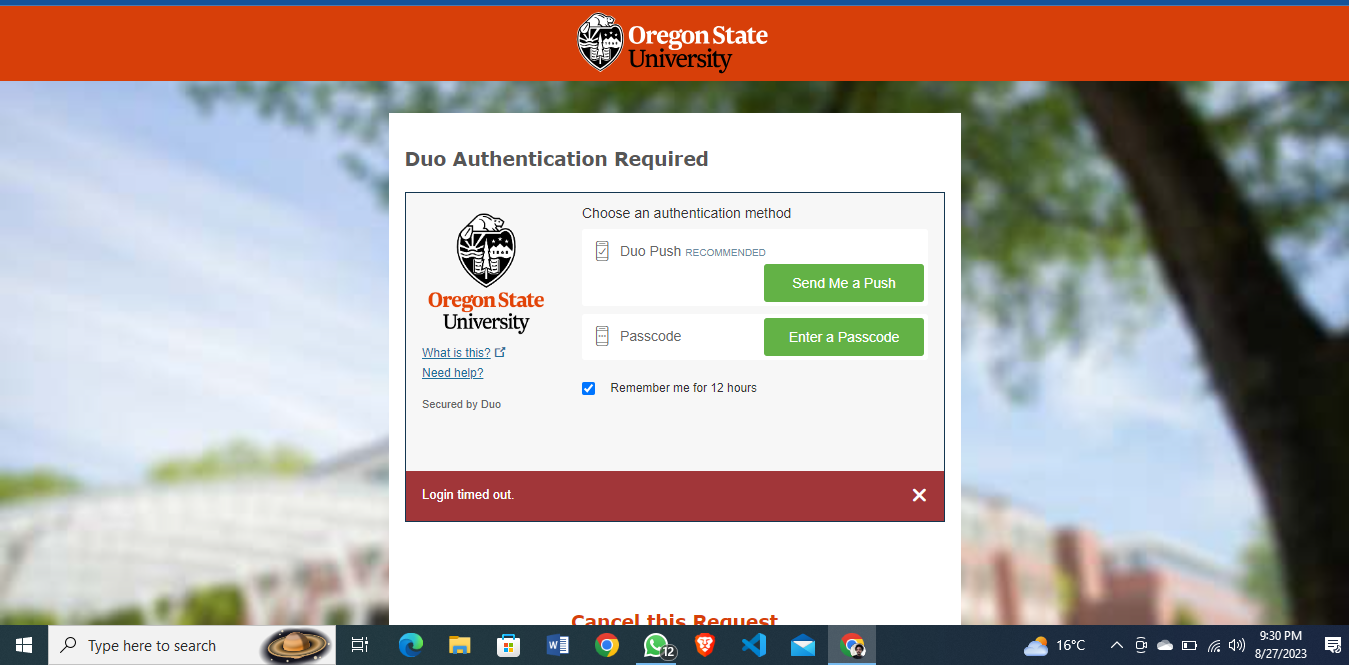 Oregon State
University
Duo Authentication Required
Choose an authentication method
Duo Push RECOMMENDED
Send Me a Push
Passcode
Enter a Passcode
Remember me for 12 hours
Oregon State
University
What is this?
Need help?
Secured by Duo
Login timed out.
Cancel this Request
Type here to search
W
12
16°C
9:30 PM
8/27/2023